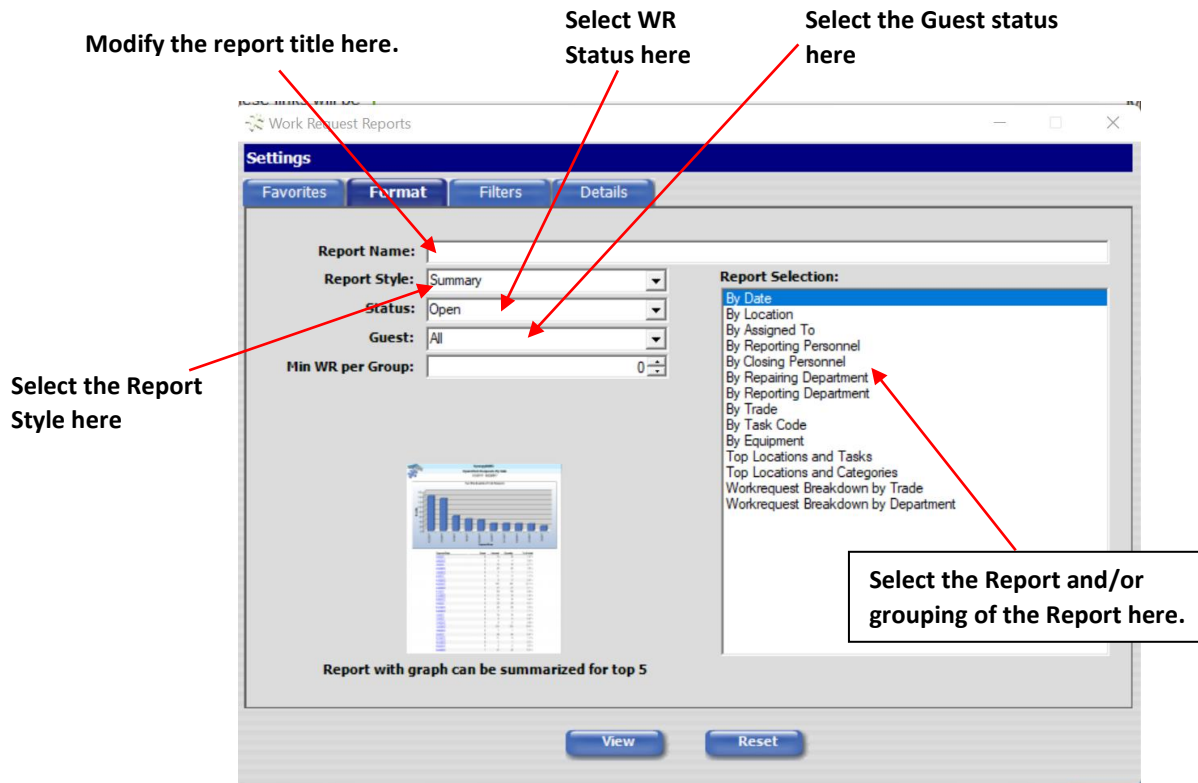 Select WR
Status here
Select the Guest status
here
Modify the report title here.
Work Request Reports
Settings
Favorites
Format
Filters
Details
Report Name:
Report Style:
Summary
Status:
Open
Guest:
All
Min WR per Group:
0
Select the Report
Style here
Report Selection:
By Date
By Location
By Assigned To
By Reporting Personnel
By Closing Personnel
By Repairing Department
By Reporting Department
By Trade
By Task Code
By Equipment
Top Locations and Tasks
Top Locations and Categories
Workrequest Breakdown by Trade
Workrequest Breakdown by Department
Select the Report and/or
grouping of the Report here.
Report with graph can be summarized for top 5
View
Reset